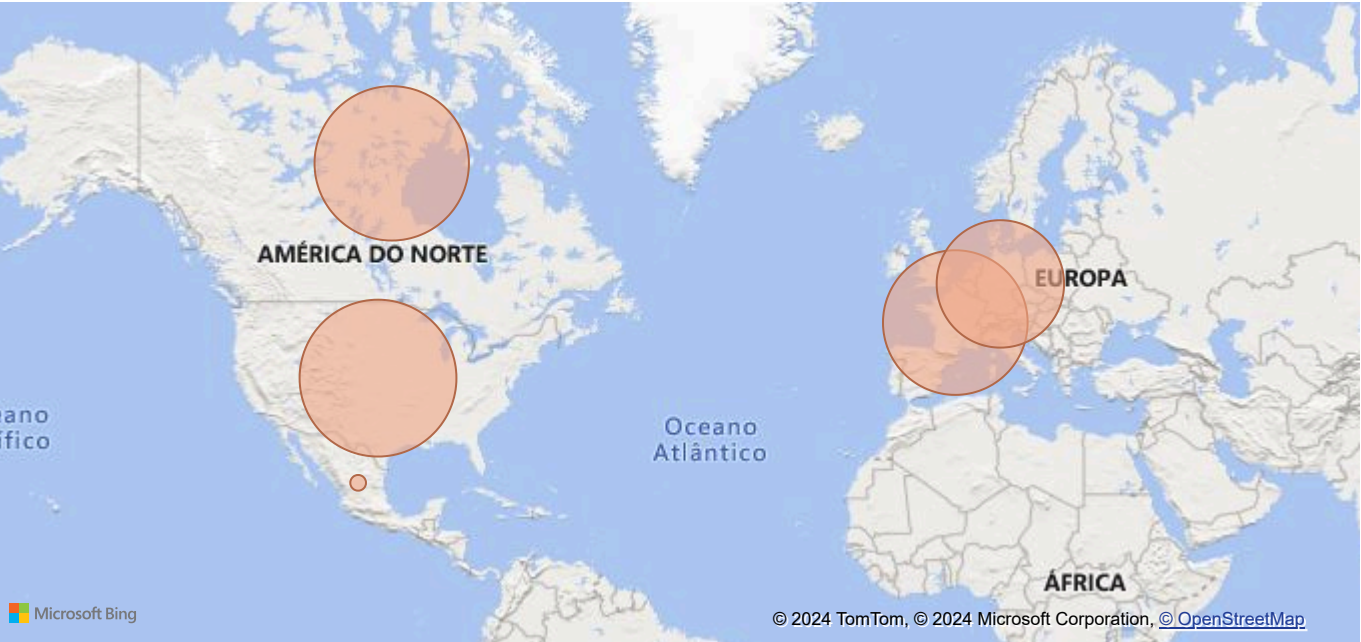 AMÉRICA DO NORTE
EUROPA
eano
ífico
Oceano
Atlântico
ÁFRICA
Microsoft Bing
© 2024 TomTom, © 2024 Microsoft Corporation, © OpenStreetMap